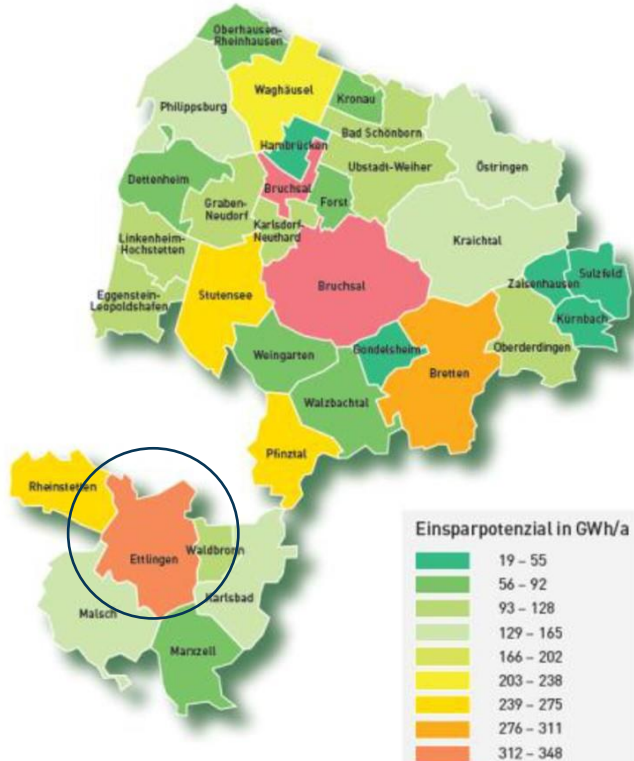 Oberhausen-
Rheinhausen
Waghäusel
Kronau
Philippsburg
Bad Schönborn
Hambrücken
Östringen
Ubstadt-Weiher
Dettenheim
Bruchsal
Graben-
Neudorf
Forst
Karlsdorf-
Neuthard
Linkenheim-
Hochstetten
Kraichtal
Sulzfeld
Zaisenhausen
Bruchsal
Stutensee
Eggenstein-
Leopoldshafen
Kürnbach
Oberderdingen
Gondelsheim
Weingarten
Bretten
Walzbachtal
Pfinztal
Rheinstetten
Ettlingen
Waldbronn
Karlsbad
Malsch
Marxzell
Einsparpotenzial in GWh/a
19 – 55
56 – 92
93 – 128
129 – 165
166 – 202
203 – 238
239 – 275
276 – 311
312 – 348